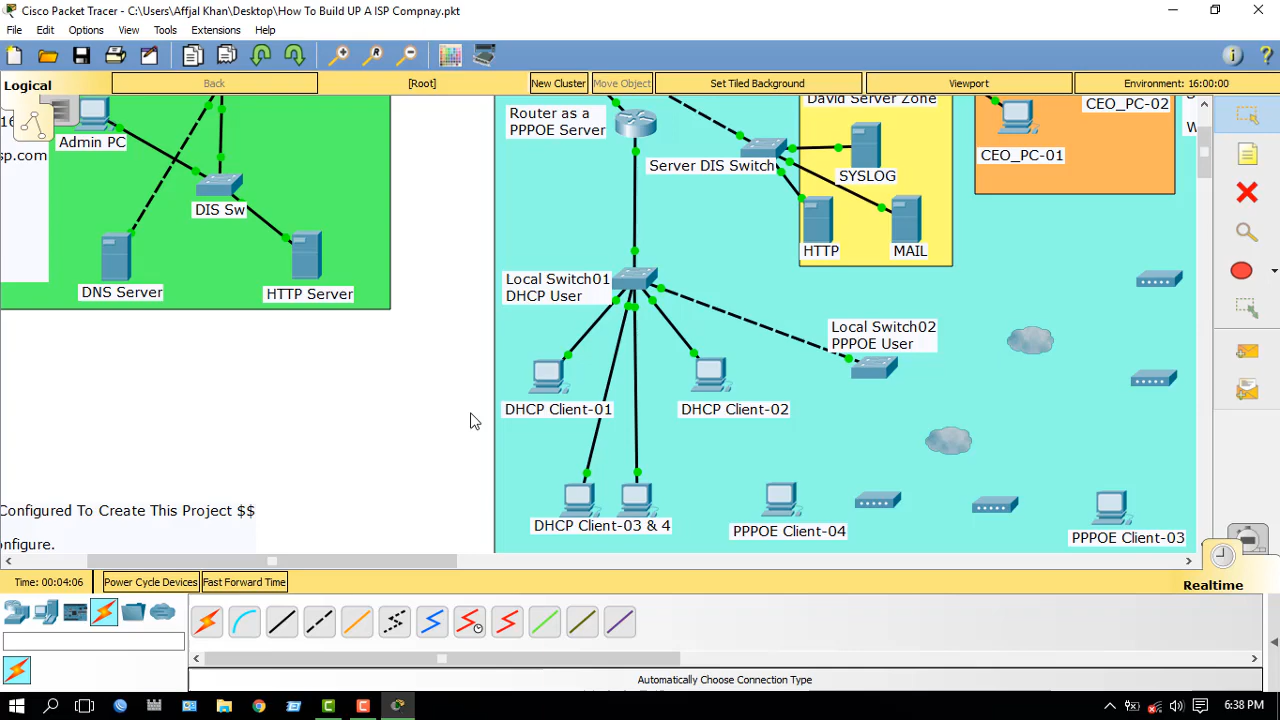 Cisco Packet Tracer - C:\Users\Affjal Khan\Desktop\How To Build UP A ISP Compnay.pkt
File Edit Options View Tools Extensions Help
Logical
Back
[Root]
New Cluster
Move Object
Set Tiled Background
Viewport
Environment: 16:00:00
Admin PC
sp.com
DIS Sw
DNS Server
HTTP Server
Router as a
PPPOE Server
Server DIS Switch
David Server Zone
SYSLOG
HTTP
MAIL
CEO_PC-02
CEO_PC-01
Local Switch01
DHCP User
Local Switch02
PPPOE User
DHCP Client-01
DHCP Client-02
DHCP Client-03 & 4
PPPOE Client-04
PPPOE Client-03
Configured To Create This Project $$
onfigure.
Time: 00:04:06
Power Cycle Devices
Fast Forward Time
Realtime
Automatically Choose Connection Type
6:38 PM